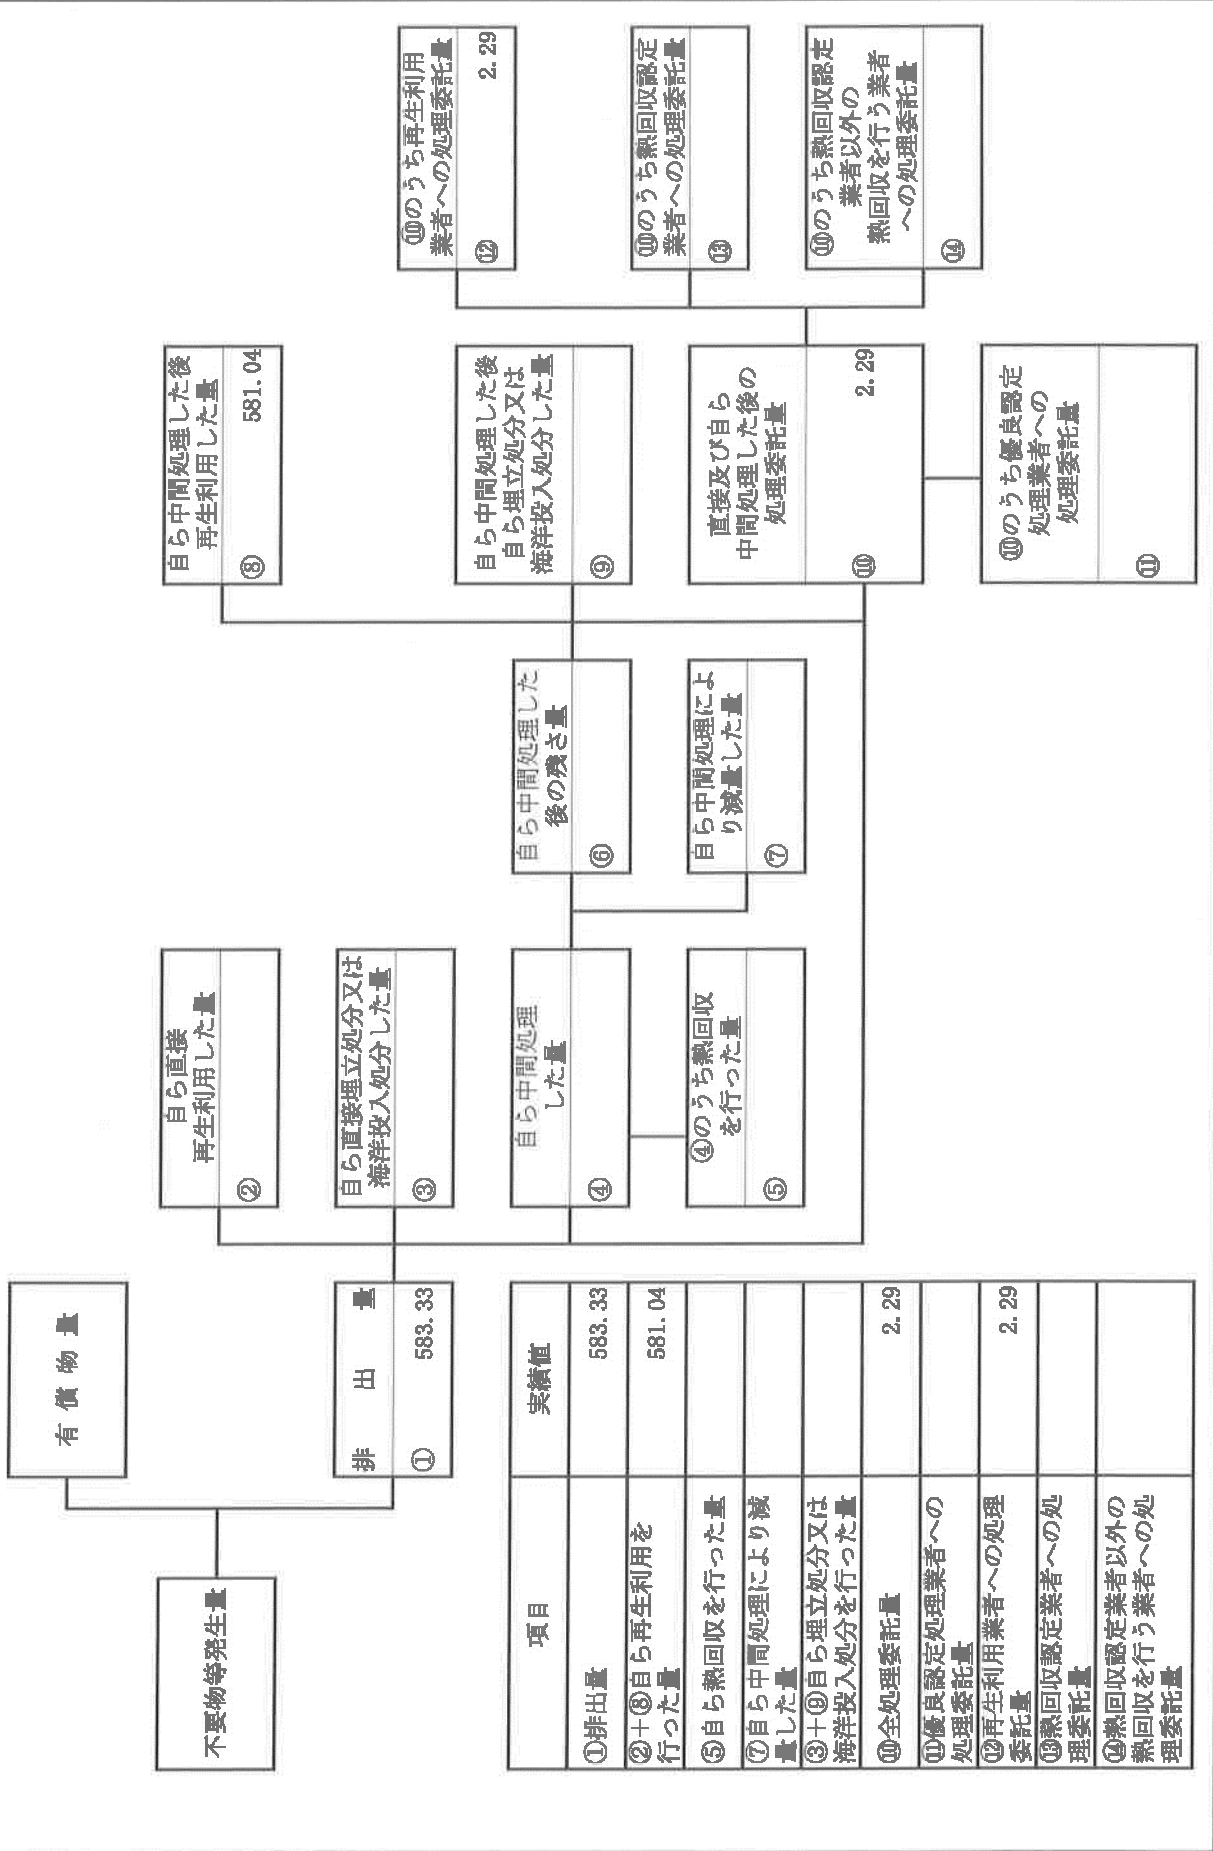 有償物量
不要物等発生量
排出量
①
583.33
自ら直接
再生利用した量
②
自ら直接埋立処分又は
海洋投入処分した量
③
自ら中間処理
した量
④
④のうち熱回収
を行った量
⑤
自ら中間処理した
後の残さ量
⑥
自ら中間処理によ
り減量した量
⑦
自ら中間処理した後
再生利用した量
⑧
581.04
自ら中間処理した後
自ら埋立処分又は
海洋投入処分した量
⑨
直接及び自ら
中間処理した後の
処理委託量
⑩
2.29
⑩のうち優良認定
処理業者への
処理委託量
⑪
⑩のうち再生利用
業者への処理委託量
⑫
2.29
⑩のうち熱回収認定
業者への処理委託量
⑬
⑩のうち熱回収認定
業者以外の
熱回収を行う業者
への処理委託量
⑭
項目
実績値
①排出量
583.33
②+⑧自ら再生利用を
行った量
581.04
⑤自ら熱回収を行った量
⑦自ら中間処理により減
量した量
③+⑨自ら埋立処分又は
海洋投入処分を行った量
⑩全処理委託量
2.29
⑪優良認定処理業者への
処理委託量
⑫再生利用業者への処理
委託量
2.29
⑬熱回収認定業者への処
理委託量
⑭熱回収認定業者以外の
熱回収を行う業者への処
理委託量